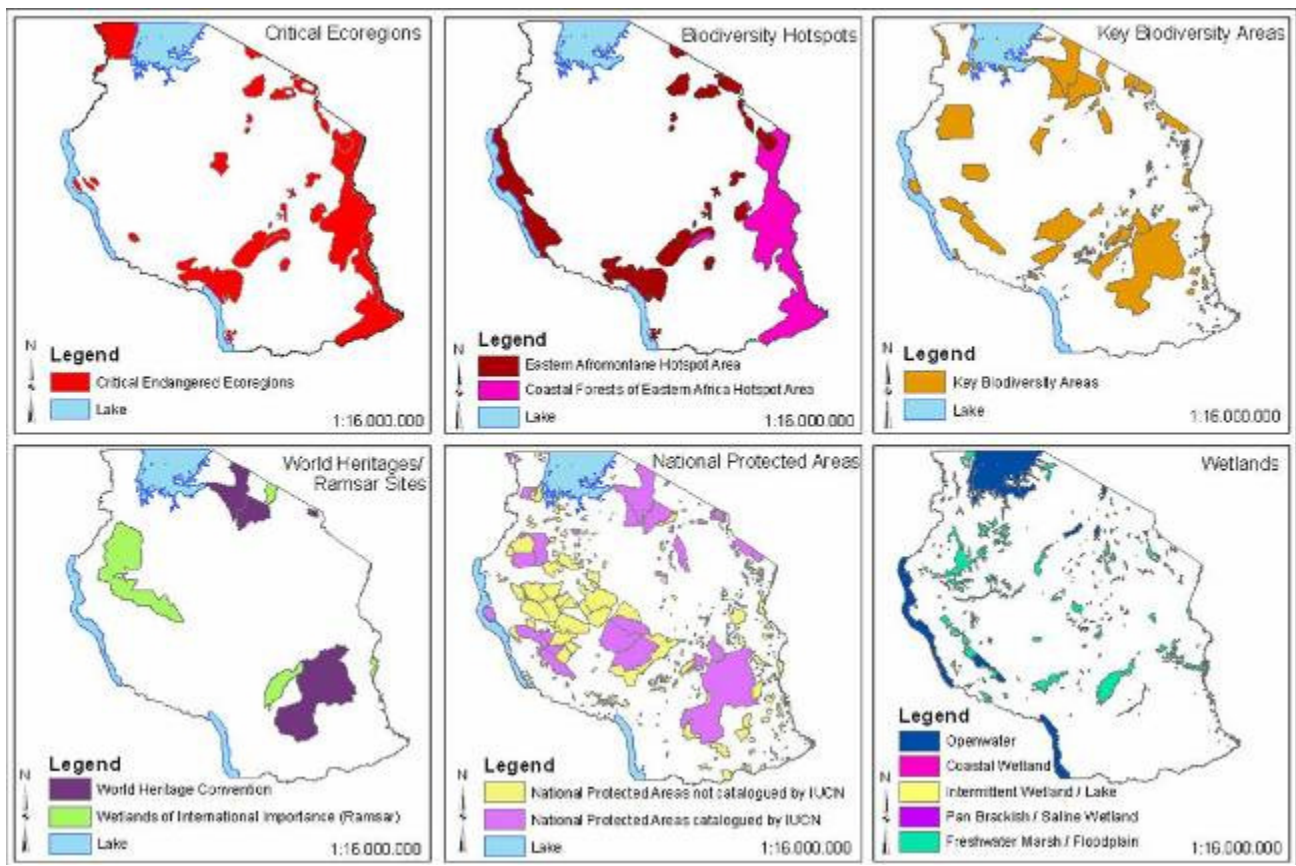 Critical Ecoregions
N
Legend
Critical Endangered Ecoregions
Lake
1:16.000.000
Biodiversity Hotspots
N
Legend
Eastern Afromontane Hotspot Area
Coastal Forests of Eastern Africa Hotspot Area
Lake
1:16.000.000
Key Biodiversity Areas
N
Legend
Key Biodiversity Areas
Lake
1:16.000.000
World Heritages/
Ramsar Sites
N
Legend
World Heritage Convention
Wetlands of International Importance (Ramsar)
Lake
1:16.000.000
National Protected Areas
N
Legend
National Protected Areas not catalogued by IUCN
National Protected Areas catalogued by IUCN
Lake
1:16.000.000
Wetlands
N
Legend
Openwater
Coastal Wetland
Intermittent Wetland / Lake
Pan Brackish / Saline Wetland
Freshwater Marsh / Floodplain
1:16.000.000